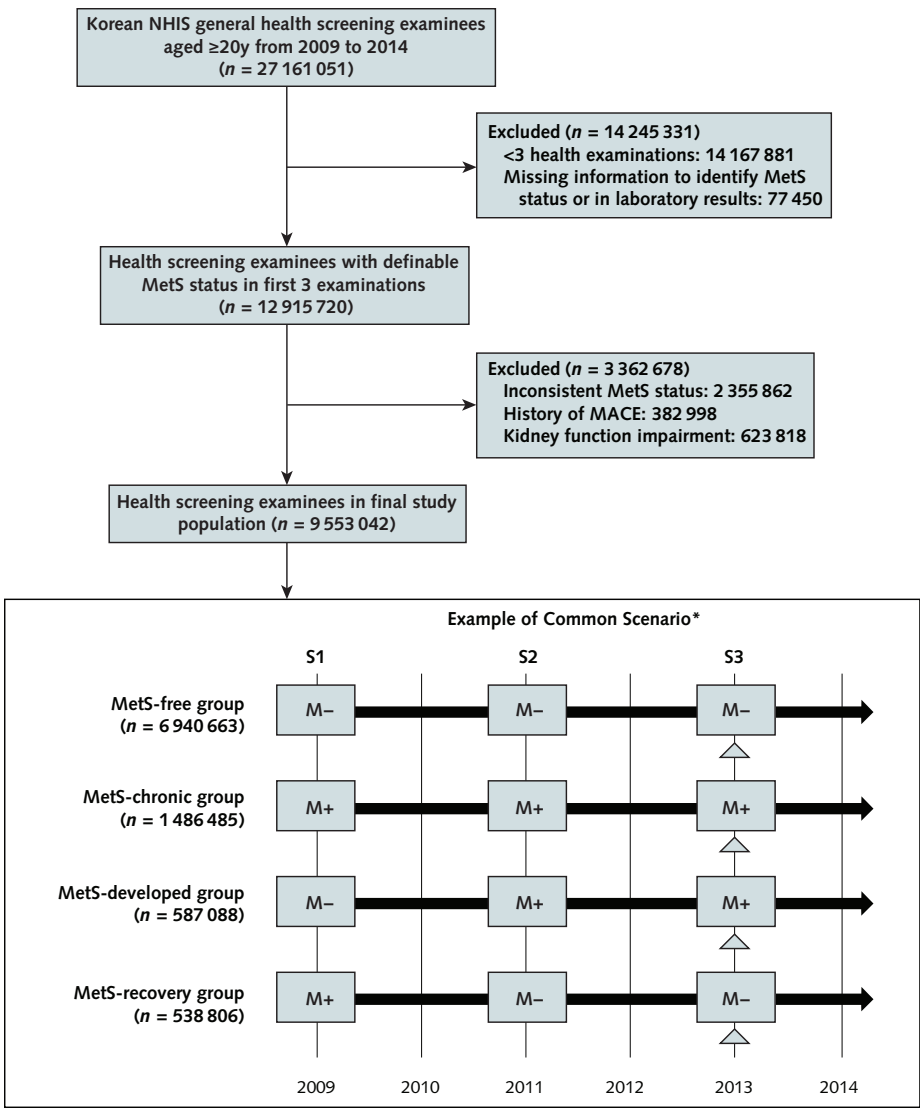 Korean NHIS general health screening examinees
aged ≥20y from 2009 to 2014
(n = 27 161 051)
Excluded (n = 14 245 331)
<3 health examinations: 14 167 881
Missing information to identify MetS
status or in laboratory results: 77 450
Health screening examinees with definable
MetS status in first 3 examinations
(n = 12 915 720)
Excluded (n = 3 362 678)
Inconsistent MetS status: 2 355 862
History of MACE: 382 998
Kidney function impairment: 623 818
Health screening examinees in final study
population (n = 9 553 042)
Example of Common Scenario*
S1 S2 S3
MetS-free group
(n = 6 940 663)
M– M– M–
MetS-chronic group
(n = 1 486 485)
M+ M+ M+
MetS-developed group
(n = 587 088)
M– M+ M+
MetS-recovery group
(n = 538 806)
M+ M– M–
2009 2010 2011 2012 2013 2014